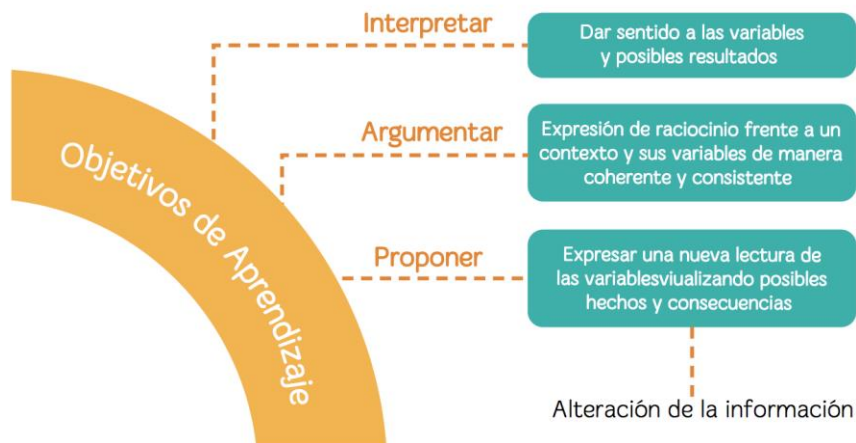 Objetivos de Aprendizaje
Interpretar
Dar sentido a las variables
y posibles resultados
Argumentar
Expresión de raciocinio frente a un
contexto y sus variables de manera
coherente y consistente
Proponer
Expresar una nueva lectura de
las variablesviualizando posibles
hechos y consecuencias
Alteración de la información